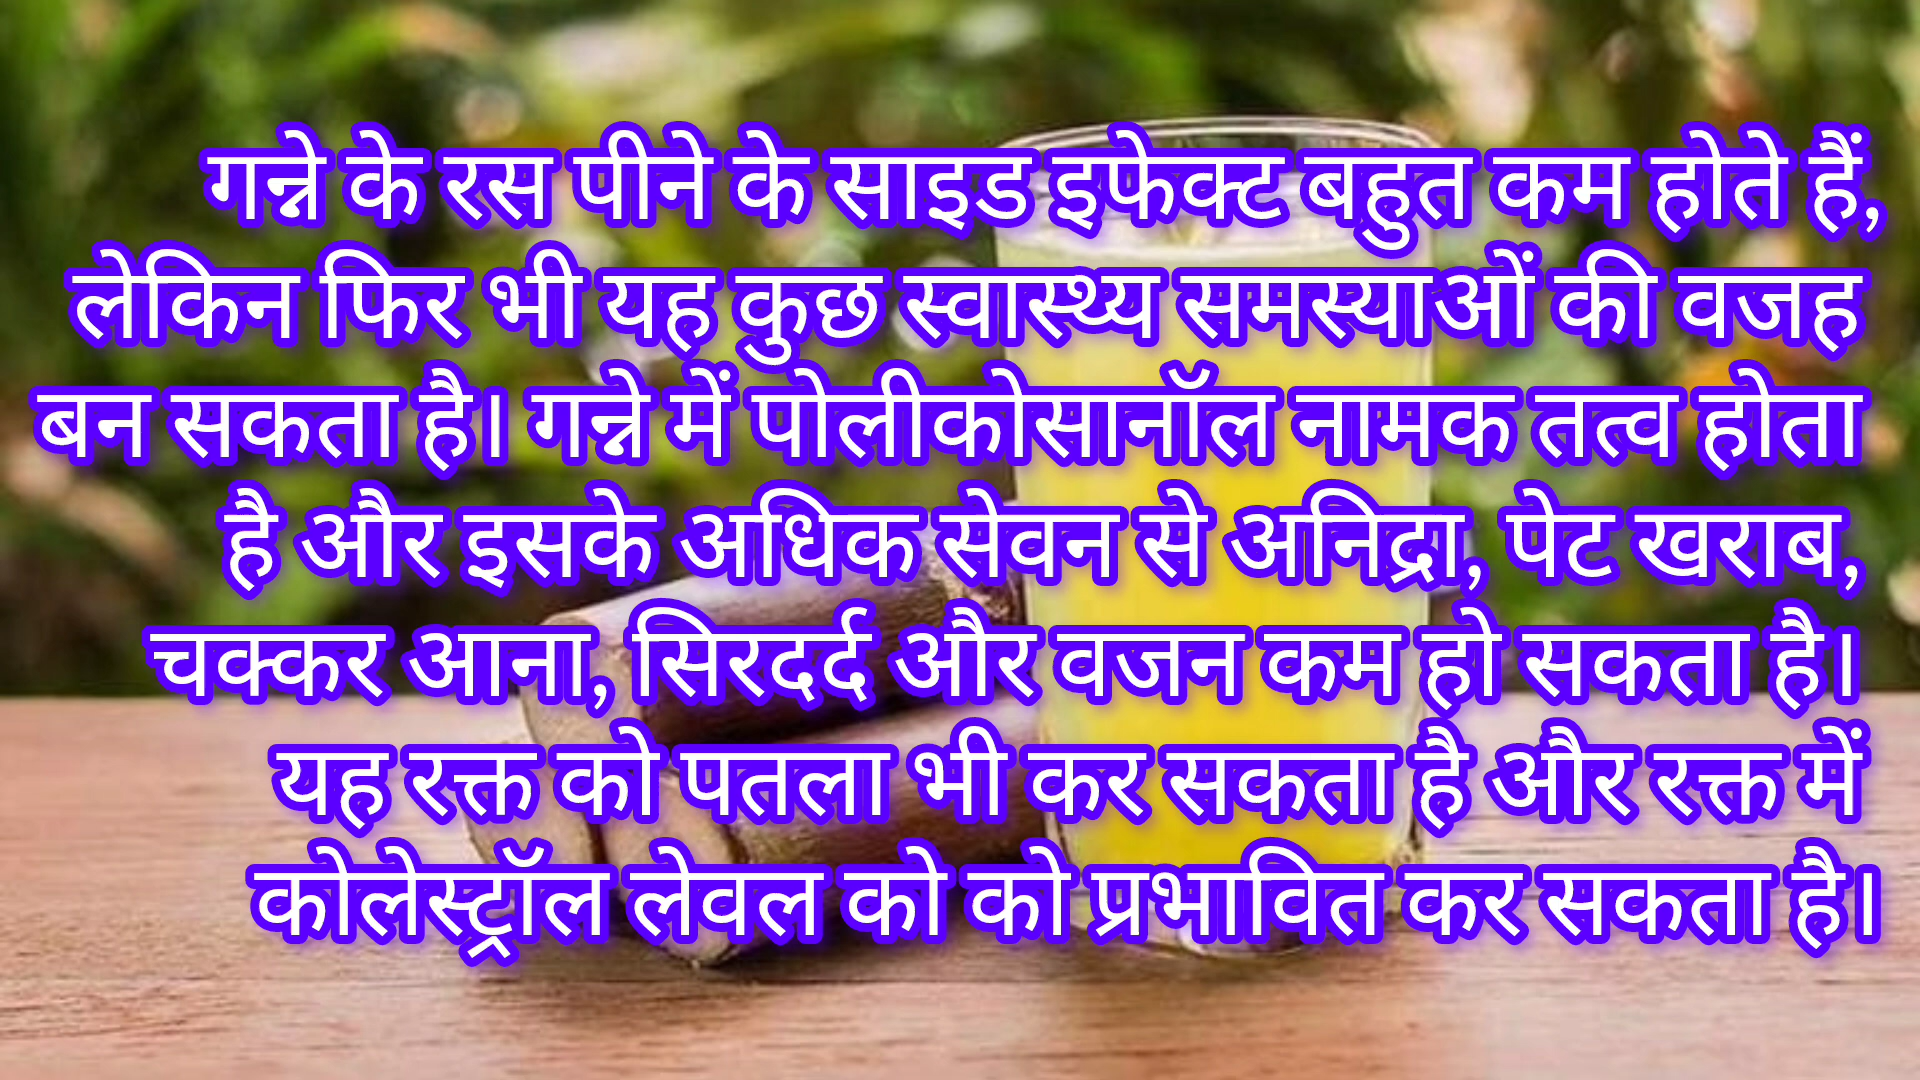 गन्ने के रस पीने के साइड इफेक्ट बहुत कम होते हैं,
लेकिन फिर भी यह कुछ स्वास्थ्य समस्याओं की वजह
बन सकता है। गन्ने में पोलीकोसानॉल नामक तत्व होता
है और इसके अधिक सेवन से अनिद्रा, पेट खराब,
चक्कर आना, सिरदर्द और वजन कम हो सकता है।
यह रक्त को पतला भी कर सकता है और रक्त में
कोलेस्ट्रॉल लेवल को को प्रभावित कर सकता है।